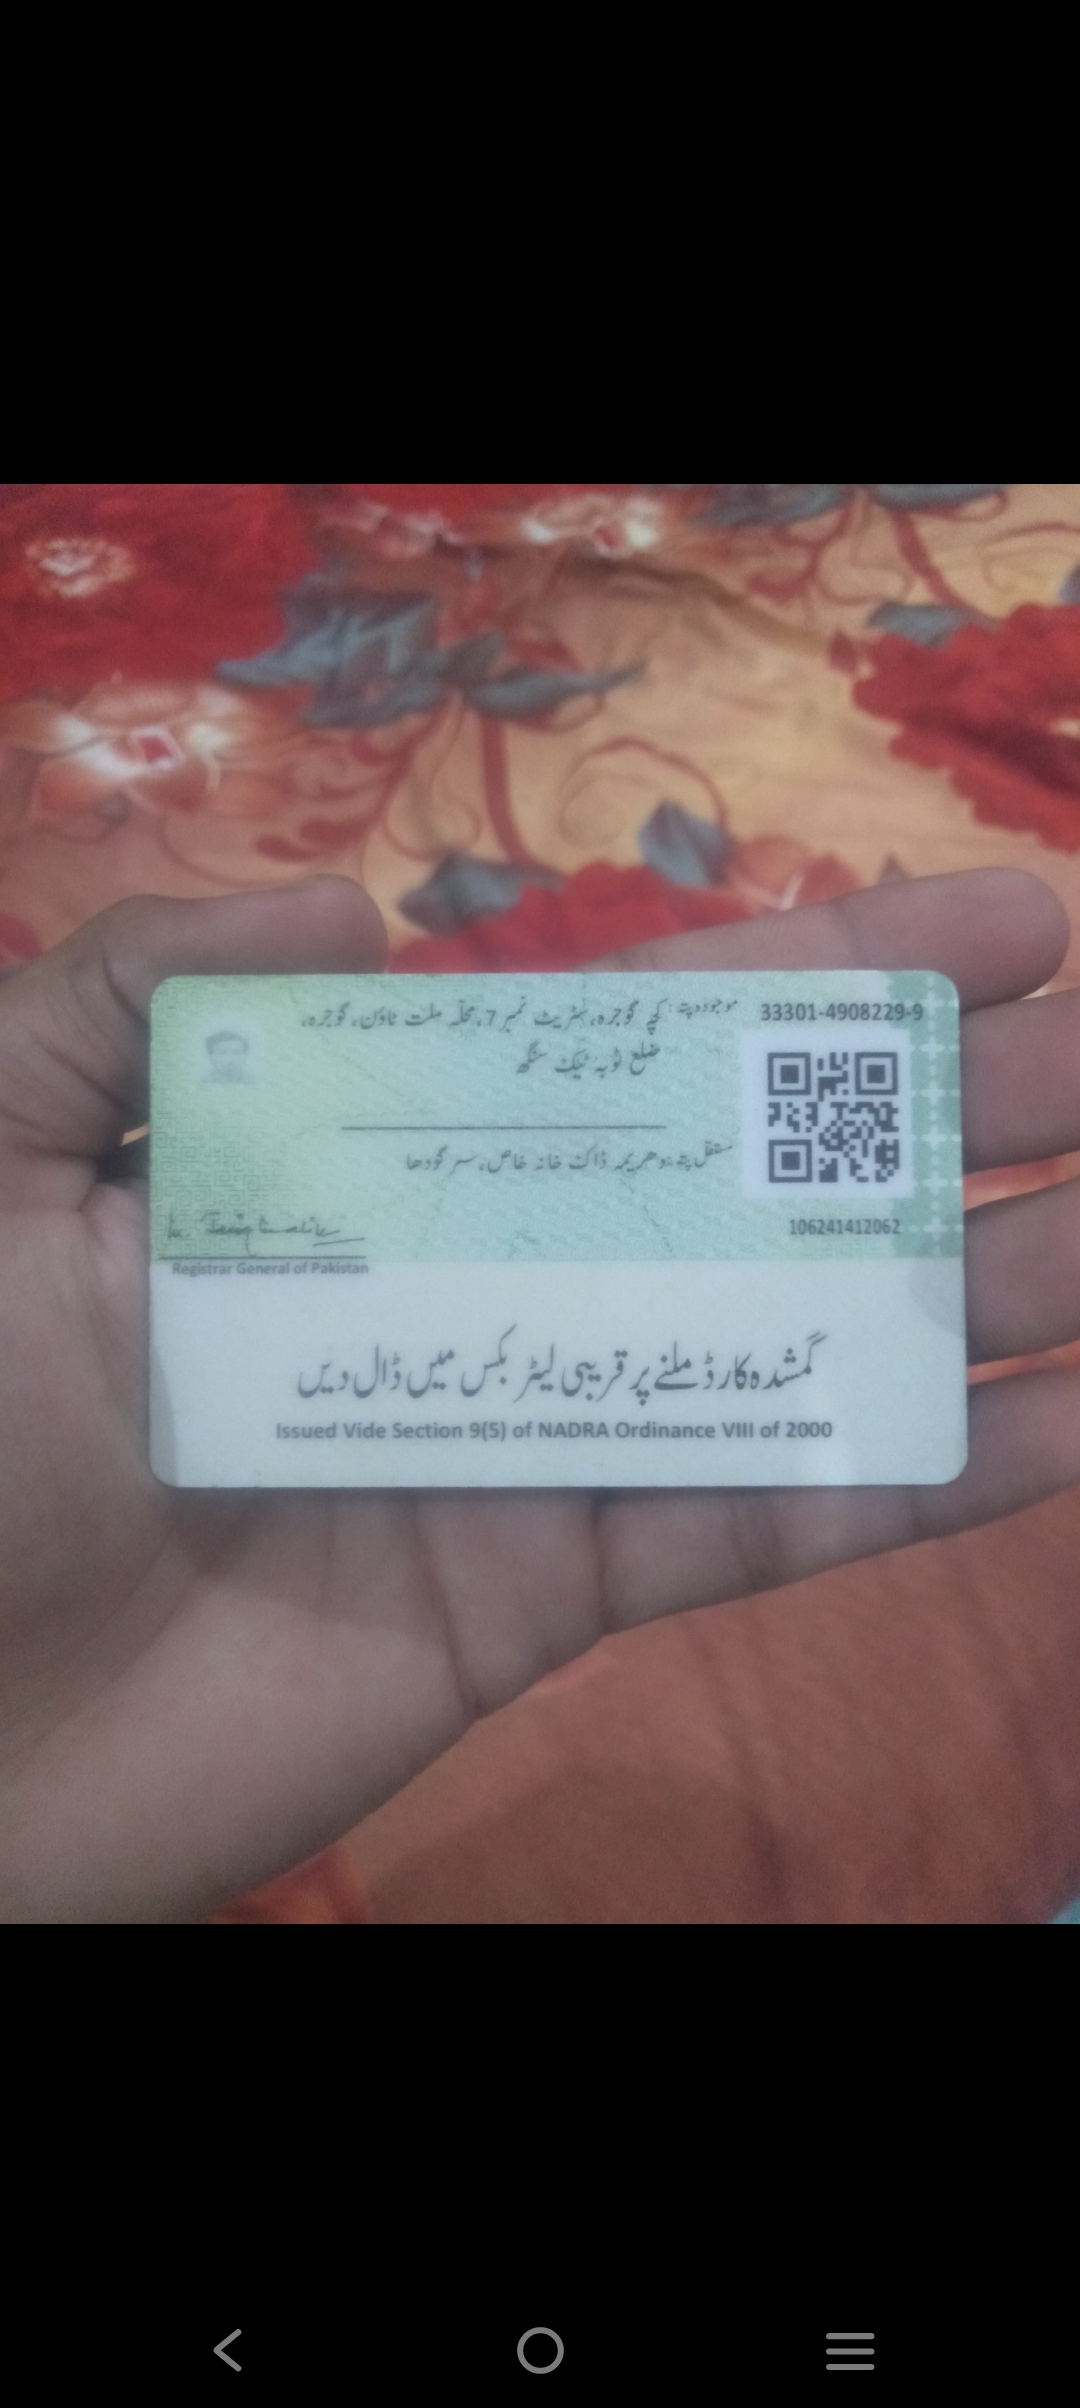 موجودہ پتہ: کچے گوجرہ، سٹریٹ نمبر 7، محلہ ملت ٹاؤن، گوجرہ،
ضلع ٹوبہ ٹیک سنگھ
33301-4908229-9
مستقل پتہ: دھریمہ ڈاک خانہ خاص، سرگودھا
106241412062
Registrar General of Pakistan
گمشدہ کارڈ ملنے پر قریبی لیٹر بکس میں ڈال دیں
Issued Vide Section 9(5) of NADRA Ordinance VIII of 2000